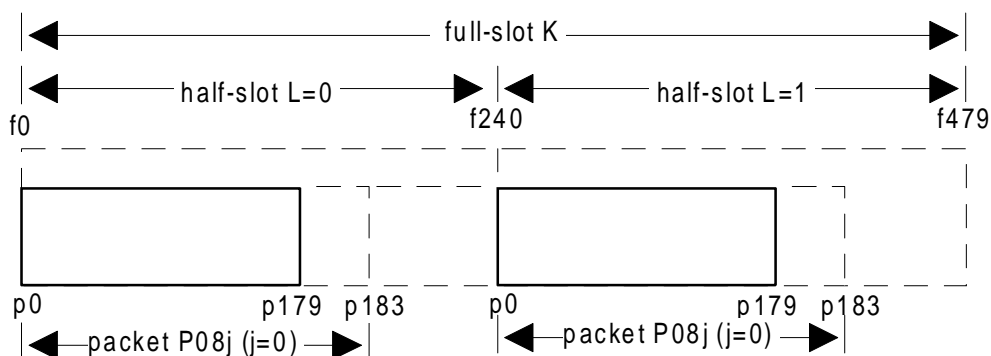 full-slot K
half-slot L=0 half-slot L=1
f0 f240 f479
p0 p179 p183 p0 p179 p183
packet P08j (j=0) packet P08j (j=0)